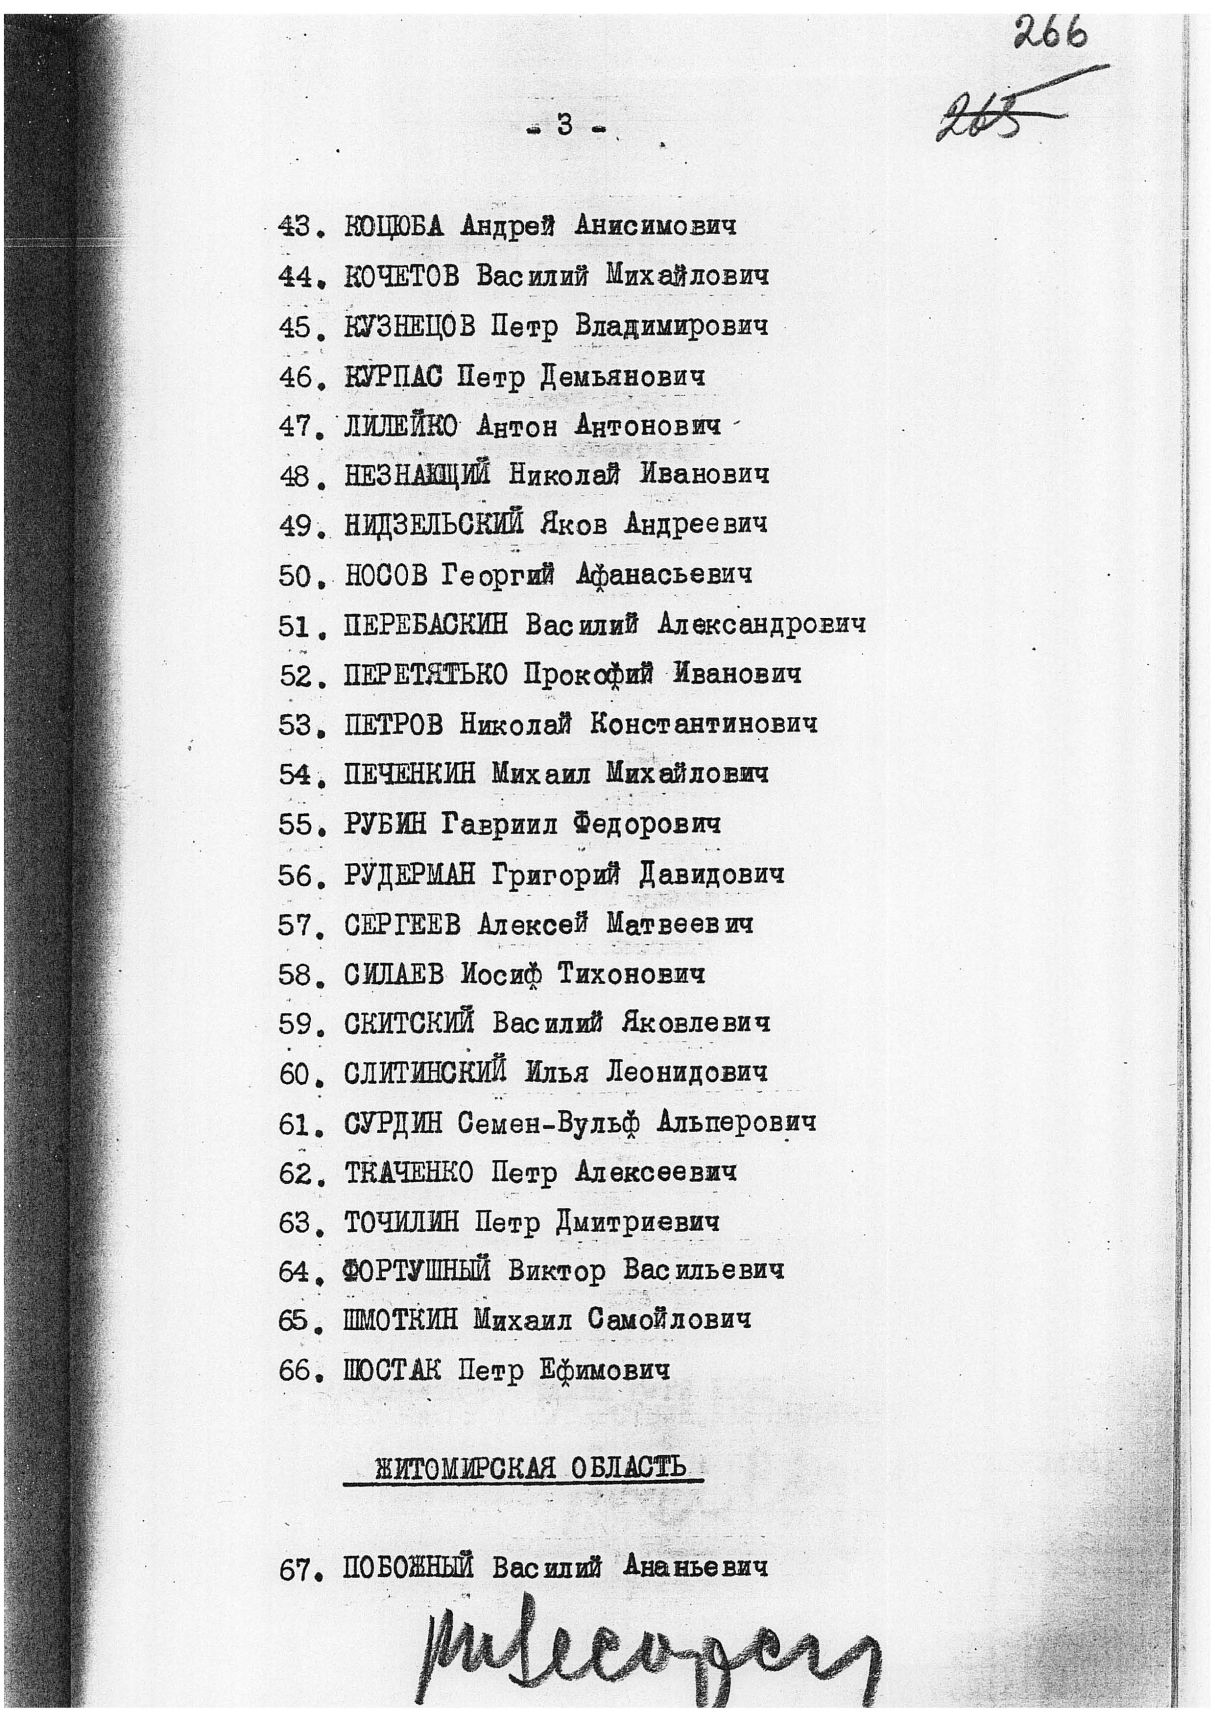 266
265
- 3 -
43. КОЦЮБА Андрей Анисимович
44. КОЧЕТОВ Василий Михайлович
45. КУЗНЕЦОВ Петр Владимирович
46. КУРПАС Петр Демьянович
47. ЛИЛЕЙКО Антон Антонович
48. НЕЗНАЮЩИЙ Николай Иванович
49. НИДЗЕЛЬСКИЙ Яков Андреевич
50. НОСОВ Георгий Афанасьевич
51. ПЕРЕБАСКИН Василий Александрович
52. ПЕРЕТЯТЬКО Прокофий Иванович
53. ПЕТРОВ Николай Константинович
54. ПЕЧЕНКИН Михаил Михайлович
55. РУБИН Гавриил Федорович
56. РУДЕРМАН Григорий Давидович
57. СЕРГЕЕВ Алексей Матвеевич
58. СИЛАЕВ Иосиф Тихонович
59. СКИТСКИЙ Василий Яковлевич
60. СЛИТИНСКИЙ Илья Леонидович
61. СУРДИН Семен-Вульф Альперович
62. ТКАЧЕНКО Петр Алексеевич
63. ТОЧИЛИН Петр Дмитриевич
64. ФОРТУШНЫЙ Виктор Васильевич
65. ШМОТКИН Михаил Самойлович
66. ШОСТАК Петр Ефимович
ЖИТОМИРСКАЯ ОБЛАСТЬ
67. ПОБОЖНЫЙ Василий Ананьевич